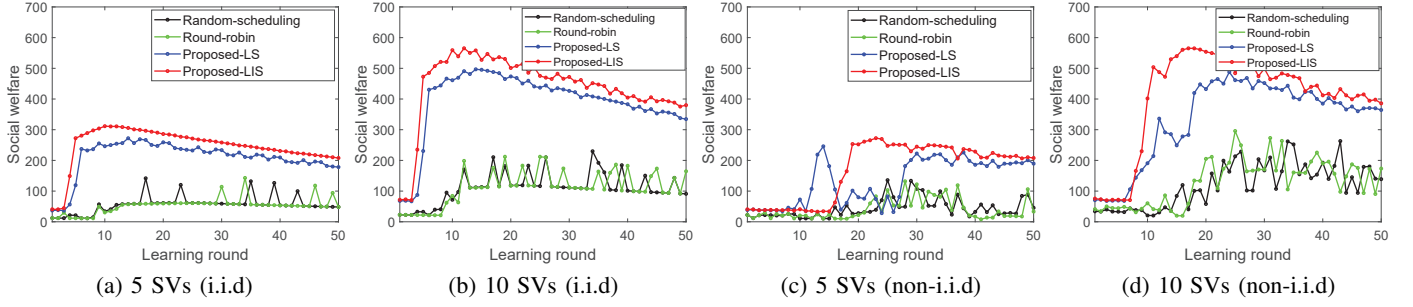 700
600
500
400
300
200
100
0
Social welfare
Random-scheduling
Round-robin
Proposed-LS
Proposed-LIS
0 10 20 30 40 50
Learning round
(a) 5 SVs (i.i.d)
700
600
500
400
300
200
100
0
Social welfare
Random-scheduling
Round-robin
Proposed-LS
Proposed-LIS
0 10 20 30 40 50
Learning round
(b) 10 SVs (i.i.d)
700
600
500
400
300
200
100
0
Social welfare
Random-scheduling
Round-robin
Proposed-LS
Proposed-LIS
0 10 20 30 40 50
Learning round
(c) 5 SVs (non-i.i.d)
700
600
500
400
300
200
100
0
Social welfare
Random-scheduling
Round-robin
Proposed-LS
Proposed-LIS
0 10 20 30 40 50
Learning round
(d) 10 SVs (non-i.i.d)